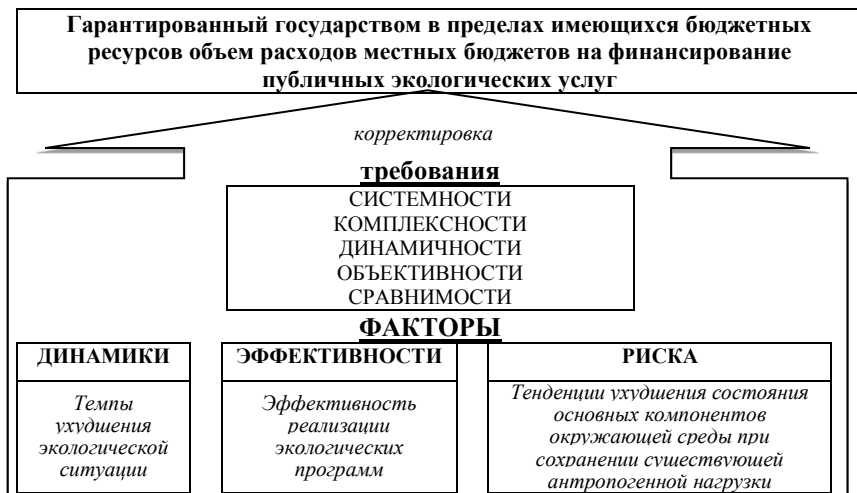 Гарантированный государством в пределах имеющихся бюджетных
ресурсов объем расходов местных бюджетов на финансирование
публичных экологических услуг
корректировка
требования
СИСТЕМНОСТИ
КОМПЛЕКСНОСТИ
ДИНАМИЧНОСТИ
ОБЪЕКТИВНОСТИ
СРАВНИМОСТИ
ФАКТОРЫ
ДИНАМИКИ
Темпы
ухудшения
экологической
ситуации
ЭФФЕКТИВНОСТИ
Эффективность
реализации
экологических
программ
РИСКА
Тенденции ухудшения состояния
основных компонентов
окружающей среды при
сохранении существующей
антропогенной нагрузки